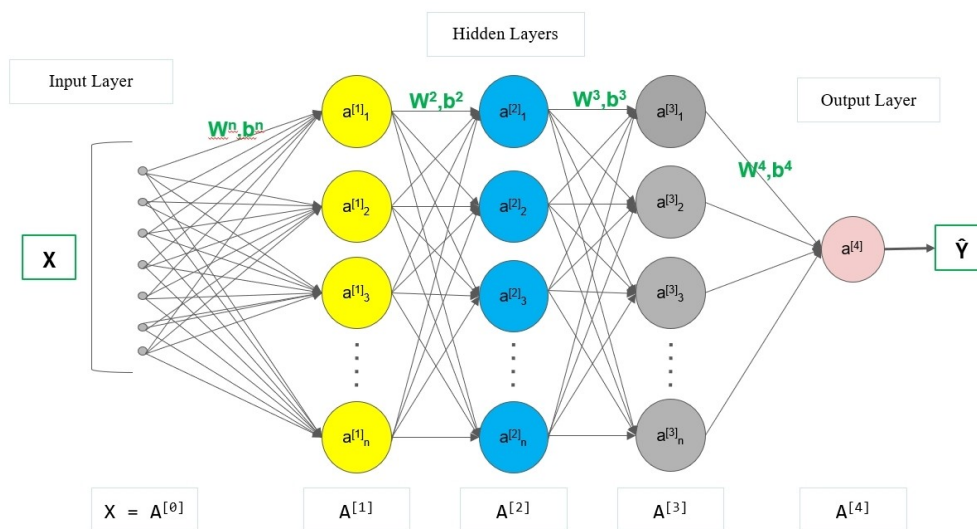 Hidden Layers
Input Layer
Output Layer
Wⁿ,bⁿ
W²,b²
W³,b³
W⁴,b⁴
X
a[1]₁
a[1]₂
a[1]₃
a[1]ₙ
a[2]₁
a[2]₂
a[2]₃
a[2]ₙ
a[3]₁
a[3]₂
a[3]₃
a[3]ₙ
a[4]
Ŷ
X = A[0]
A[1]
A[2]
A[3]
A[4]